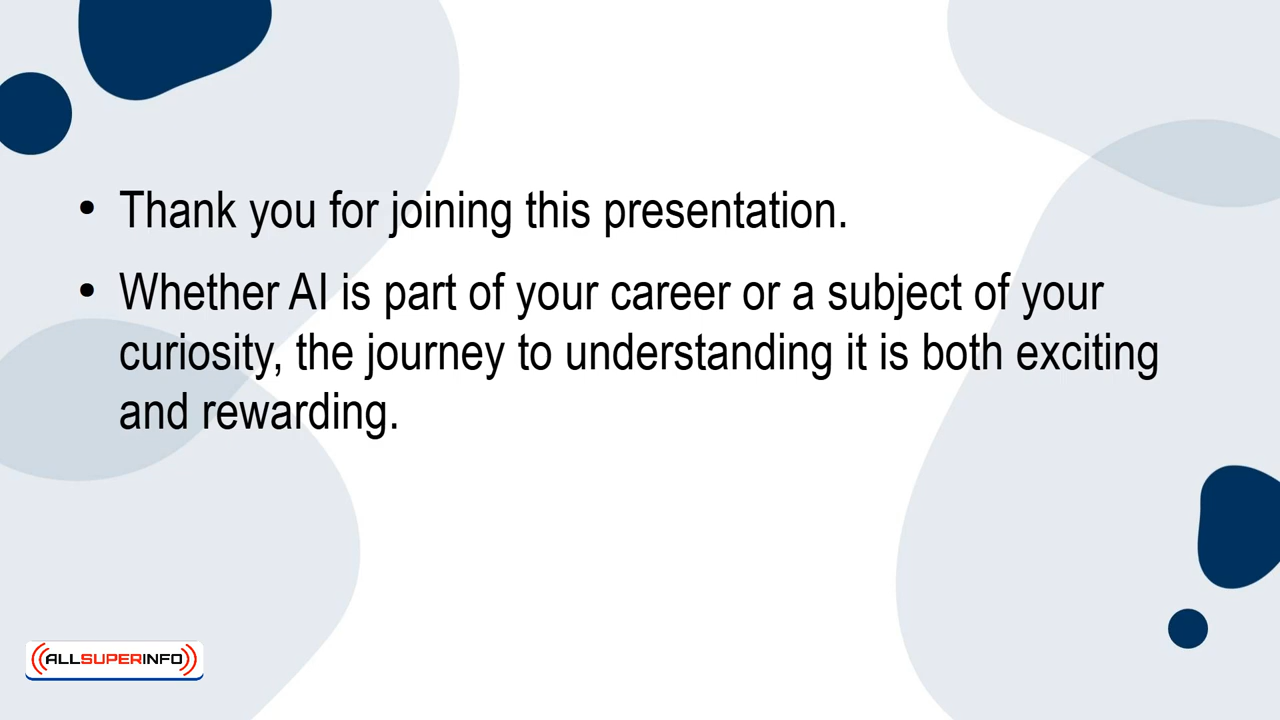 • Thank you for joining this presentation.
• Whether AI is part of your career or a subject of your
curiosity, the journey to understanding it is both exciting
and rewarding.
ALLSUPERINFO